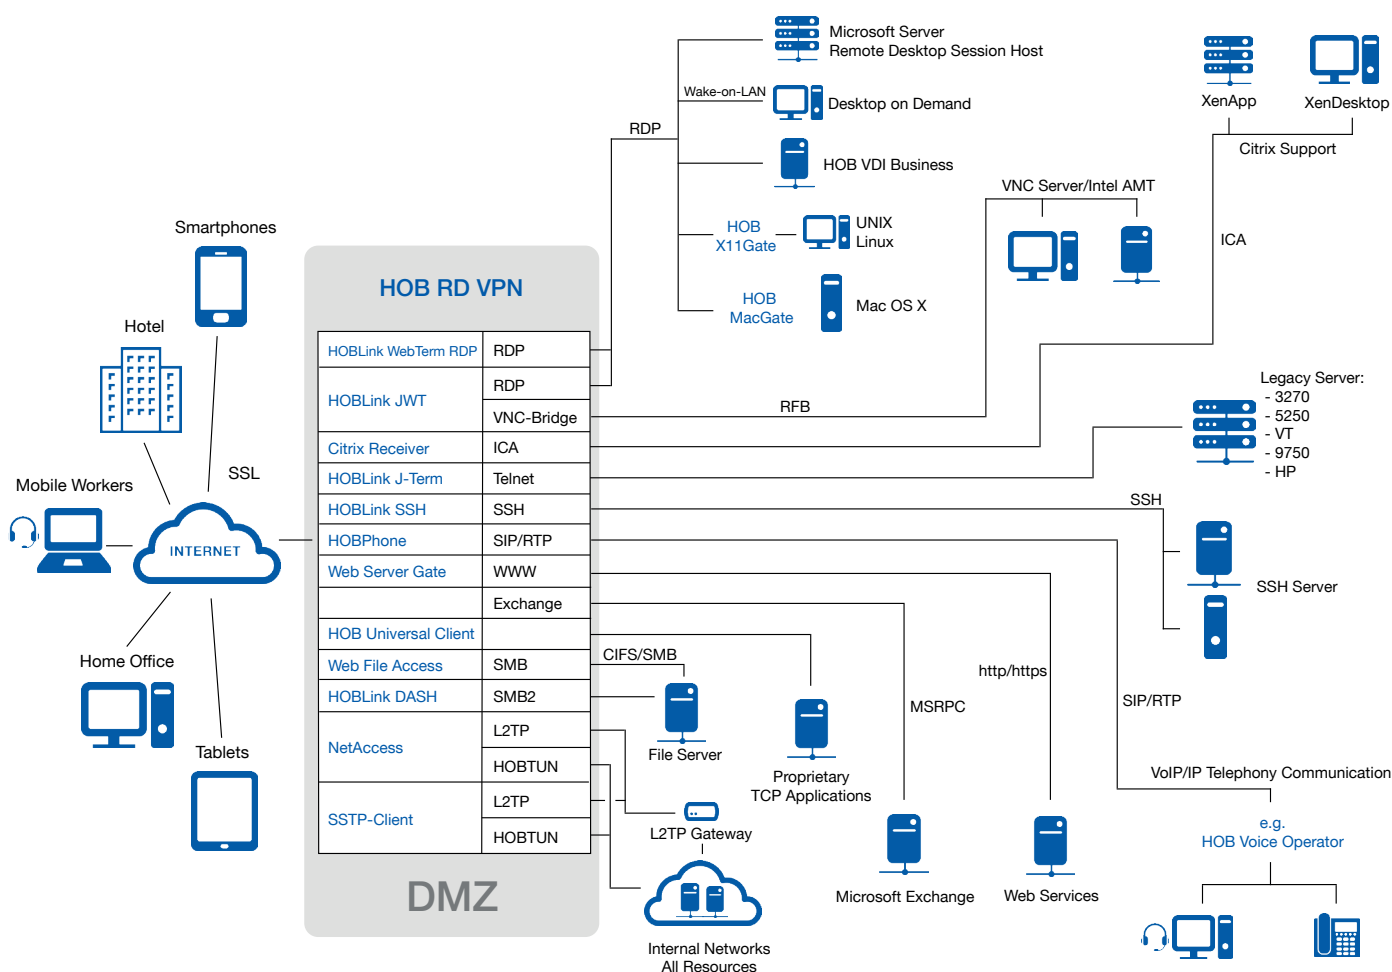 Microsoft Server
Remote Desktop Session Host
Wake-on-LAN
Desktop on Demand
RDP
HOB VDI Business
HOB
X11Gate
UNIX
Linux
HOB
MacGate
Mac OS X
XenApp
XenDesktop
Citrix Support
VNC Server/Intel AMT
ICA
Smartphones
Hotel
SSL
Mobile Workers
INTERNET
Home Office
Tablets
HOB RD VPN
HOBLink WebTerm RDP
RDP
HOBLink JWT
RDP
VNC-Bridge
Citrix Receiver
ICA
HOBLink J-Term
Telnet
HOBLink SSH
SSH
HOBPhone
SIP/RTP
Web Server Gate
WWW
Exchange
HOB Universal Client
Web File Access
SMB
HOBLink DASH
SMB2
NetAccess
L2TP
HOBTUN
SSTP-Client
L2TP
HOBTUN
DMZ
RFB
Legacy Server:
- 3270
- 5250
- VT
- 9750
- HP
SSH
SSH Server
CIFS/SMB
File Server
Proprietary
TCP Applications
MSRPC
http/https
SIP/RTP
L2TP Gateway
Internal Networks
All Resources
Microsoft Exchange
Web Services
VoIP/IP Telephony Communication
e.g.
HOB Voice Operator